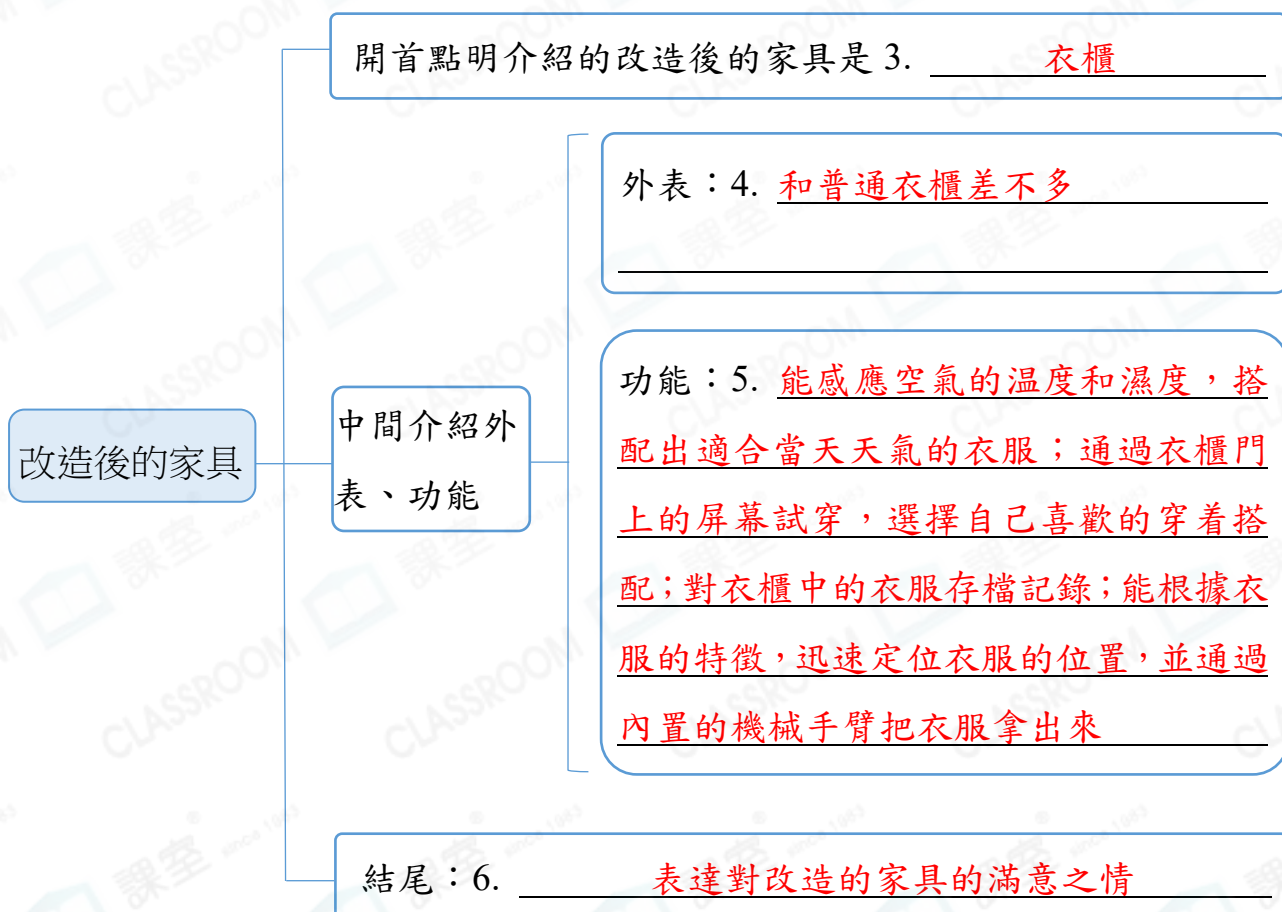 開首點明介紹的改造後的家具是 3. 衣櫃
外表：4. 和普通衣櫃差不多
改造後的家具
中間介紹外
表、功能
功能：5. 能感應空氣的温度和濕度，搭
配出適合當天天氣的衣服；通過衣櫃門
上的屏幕試穿，選擇自己喜歡的穿着搭
配；對衣櫃中的衣服存檔記錄；能根據衣
服的特徵，迅速定位衣服的位置，並通過
內置的機械手臂把衣服拿出來
結尾：6. 表達對改造的家具的滿意之情
CLASSROOM 課室 since 1983